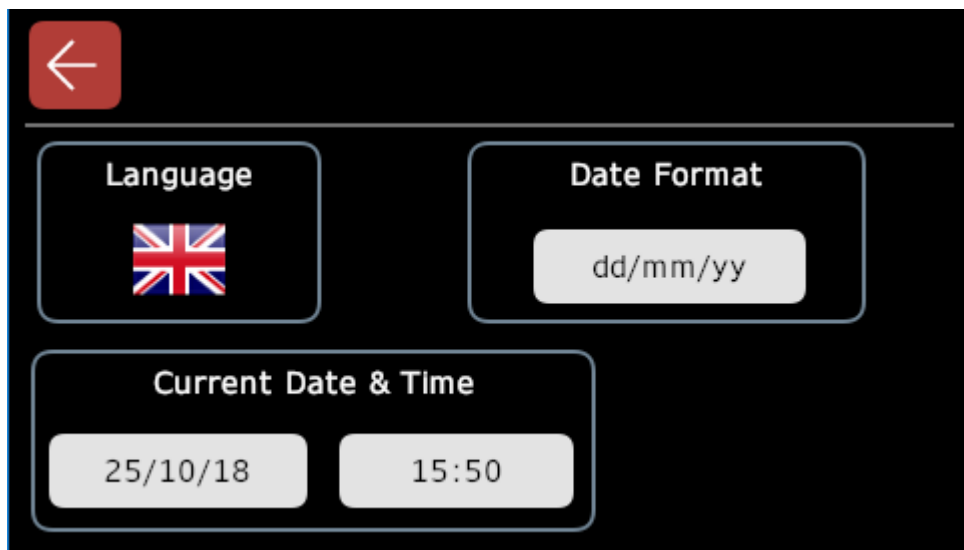 Language
Date Format
dd/mm/yy
Current Date & Time
25/10/18
15:50